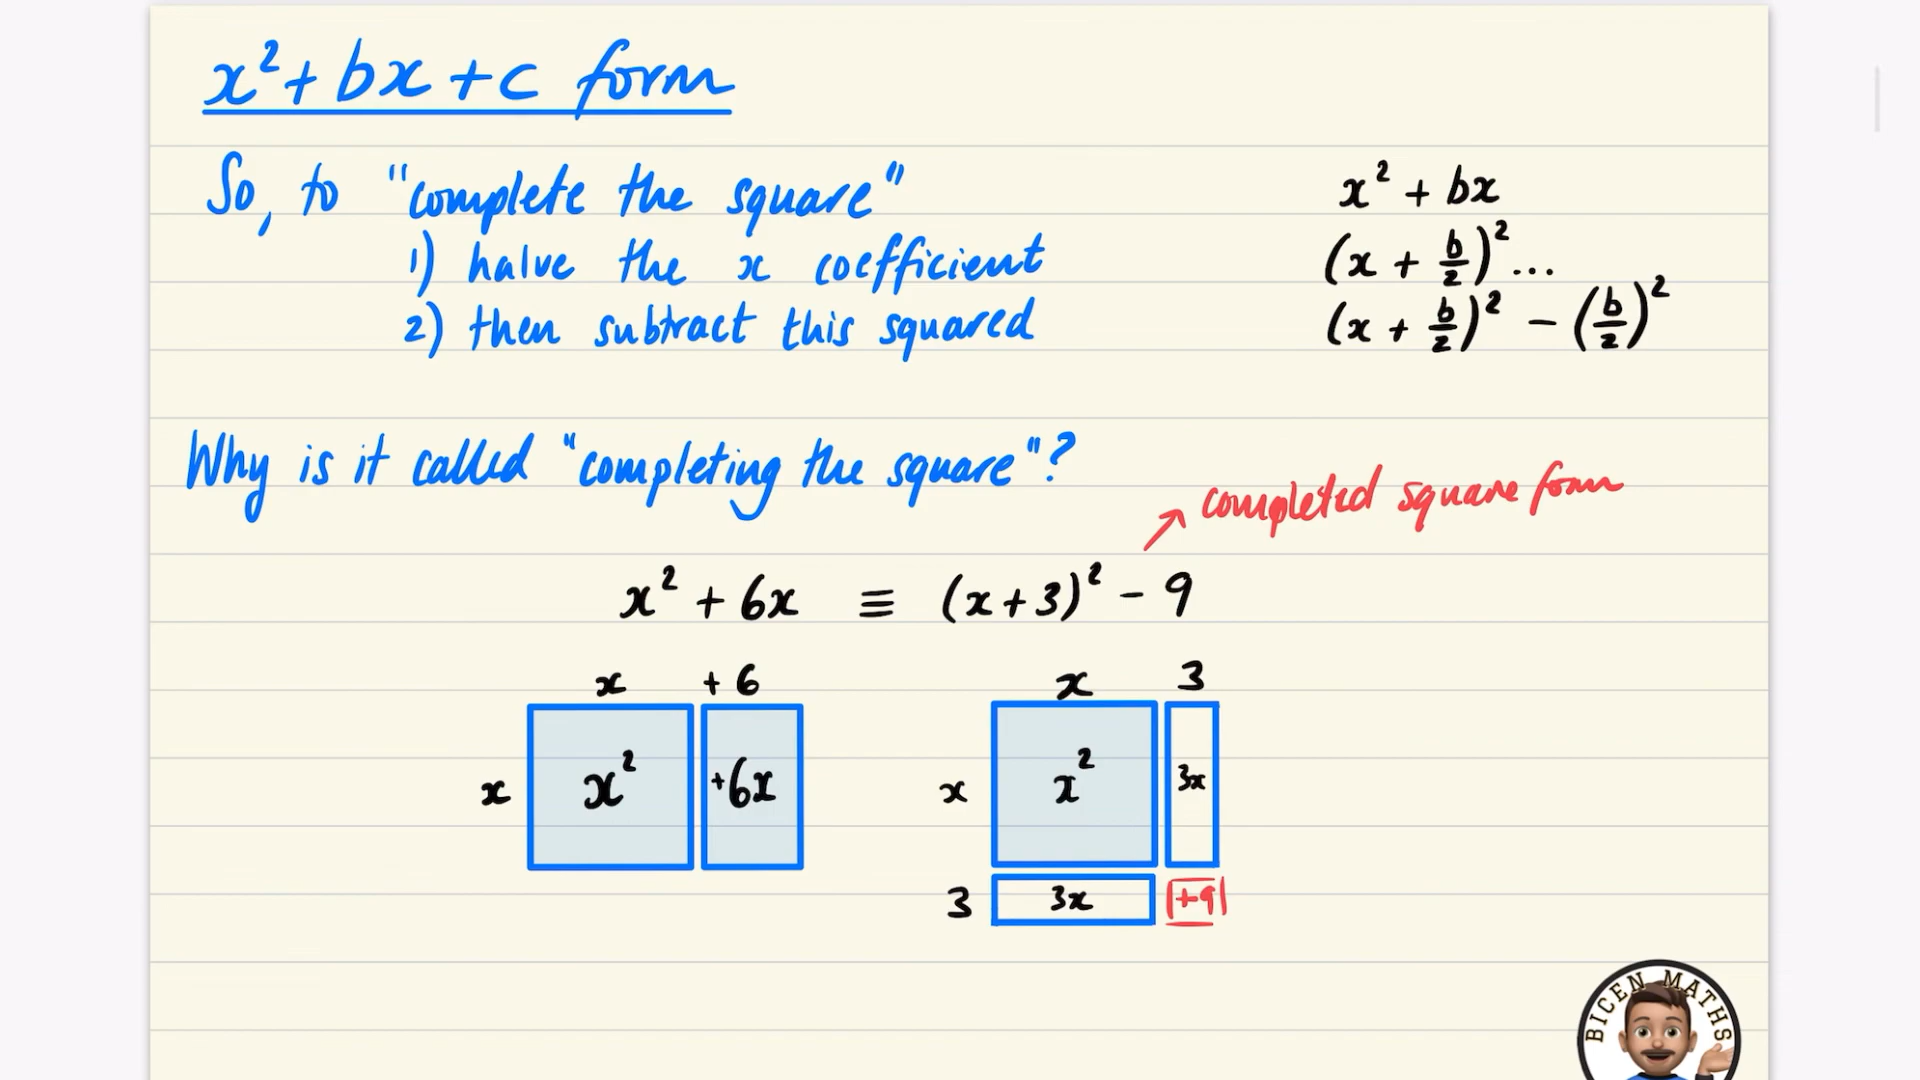 x² + bx + c form
So, to "complete the square"
1) halve the x coefficient
2) then subtract this squared
x² + bx
(x + b/2)² ...
(x + b/2)² - (b/2)²
Why is it called "completing the square"?
completed square form
x² + 6x ≡ (x+3)² - 9
x + 6
x x² +6x
x 3
x x² 3x
3 3x +9
BICEN MATHS